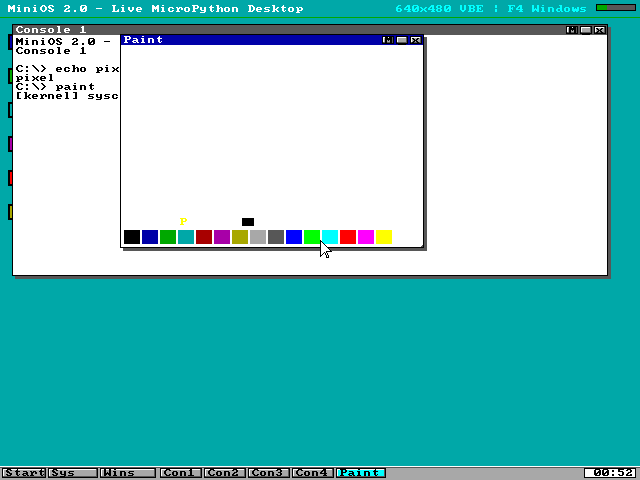 MiniOS 2.0 - Live MicroPython Desktop
640x480 VBE ¦ F4 Windows
Console 1
M
MiniOS 2.0 -
Console 1
C:\> echo pix
pixel
C:\> paint
[kernel] sysc
Paint
M
P
Start Sys Wins Con1 Con2 Con3 Con4 Paint 00:52